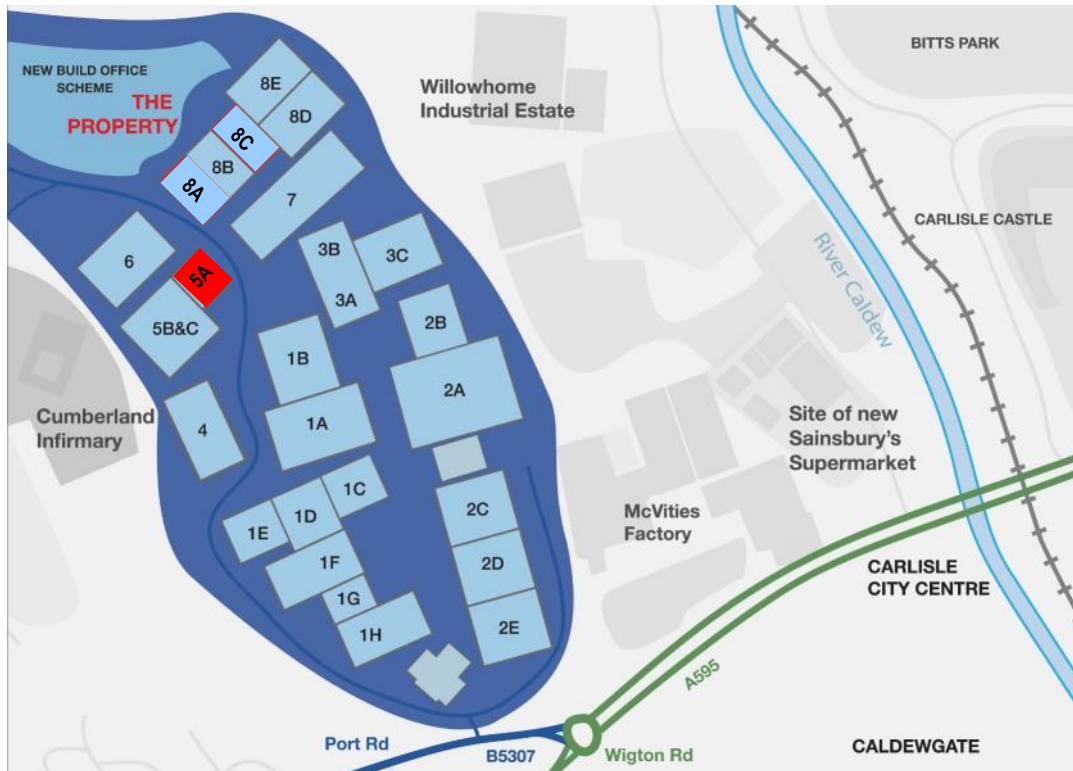 BITTS PARK
NEW BUILD OFFICE
SCHEME
THE
PROPERTY
8E
8D
8C
8B
8A
Willowhome
Industrial Estate
7
CARLISLE CASTLE
River Caldew
6
5A
5B&C
3B
3C
3A
2B
1B
2A
1A
4
Cumberland
Infirmary
Site of new
Sainsbury's
Supermarket
1C
1D
1E
2C
McVities
Factory
1F
2D
1G
1H
2E
CARLISLE
CITY CENTRE
A595
Port Rd
B5307
Wigton Rd
CALDEWGATE